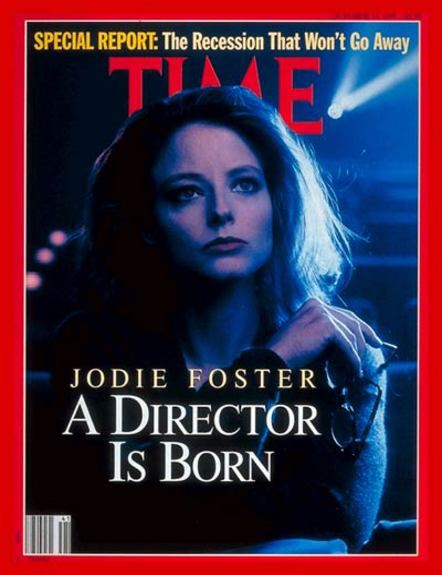 SPECIAL REPORT: The Recession That Won't Go Away
TIME
JODIE FOSTER
A DIRECTOR
IS BORN